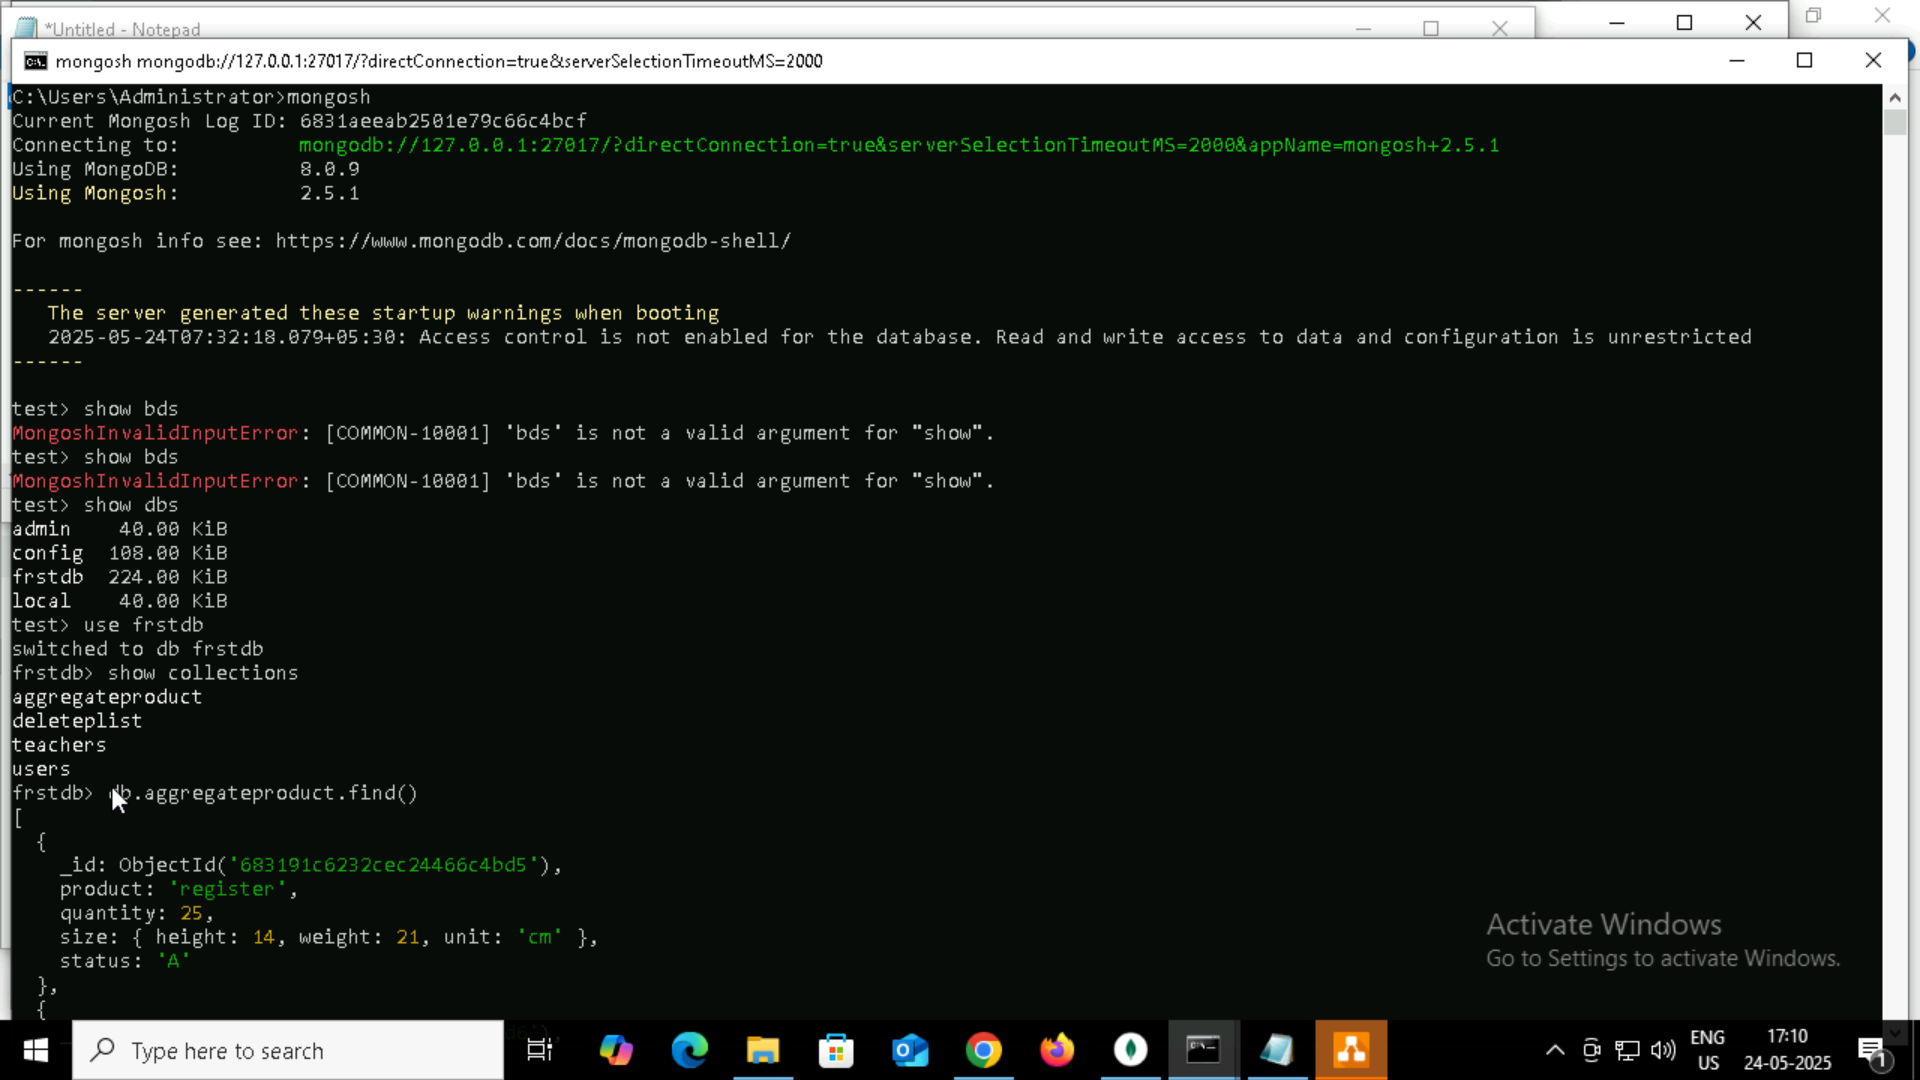 *Untitled - Notepad
mongosh mongodb://127.0.0.1:27017/?directConnection=true&serverSelectionTimeoutMS=2000
C:\Users\Administrator>mongosh
Current Mongosh Log ID: 6831aeeab2501e79c66c4bcf
Connecting to: mongodb://127.0.0.1:27017/?directConnection=true&serverSelectionTimeoutMS=2000&appName=mongosh+2.5.1
Using MongoDB: 8.0.9
Using Mongosh: 2.5.1
For mongosh info see: https://www.mongodb.com/docs/mongodb-shell/
------
The server generated these startup warnings when booting
2025-05-24T07:32:18.079+05:30: Access control is not enabled for the database. Read and write access to data and configuration is unrestricted
------
test> show bds
MongoshInvalidInputError: [COMMON-10001] 'bds' is not a valid argument for "show".
test> show bds
MongoshInvalidInputError: [COMMON-10001] 'bds' is not a valid argument for "show".
test> show dbs
admin 40.00 KiB
config 108.00 KiB
frstdb 224.00 KiB
local 40.00 KiB
test> use frstdb
switched to db frstdb
frstdb> show collections
aggregateproduct
deleteplist
teachers
users
frstdb> db.aggregateproduct.find()
[
{
_id: ObjectId('683191c6232cec24466c4bd5'),
product: 'register',
quantity: 25,
size: { height: 14, weight: 21, unit: 'cm' },
status: 'A'
},
{
Activate Windows
Go to Settings to activate Windows.
Type here to search
ENG
US
17:10
24-05-2025
1